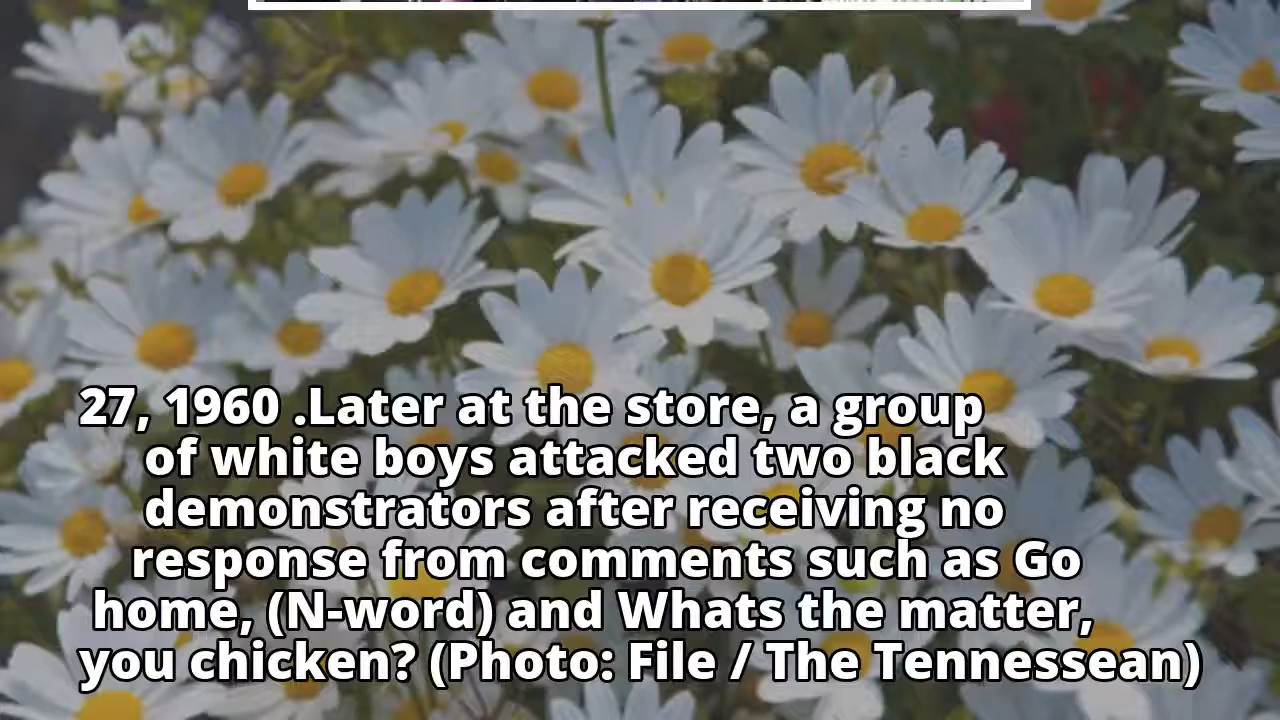 27, 1960 .Later at the store, a group
of white boys attacked two black
demonstrators after receiving no
response from comments such as Go
home, (N-word) and Whats the matter,
you chicken? (Photo: File / The Tennessean)